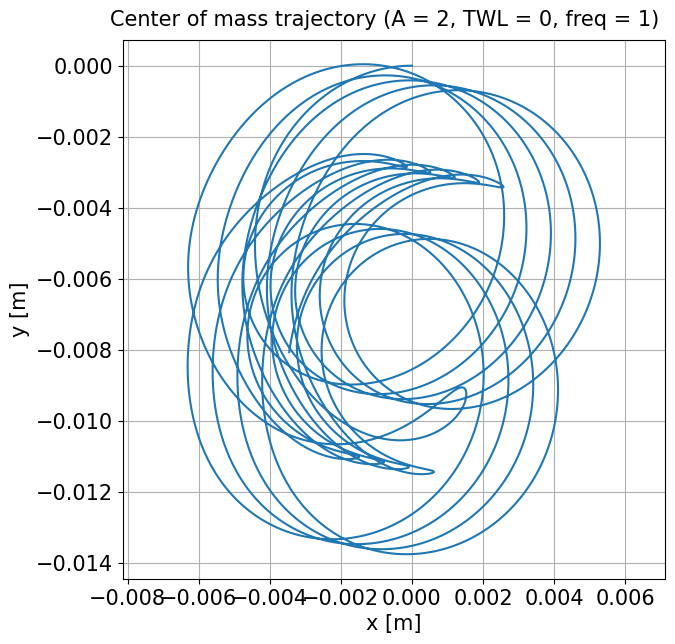 Center of mass trajectory (A = 2, TWL = 0, freq = 1)
0.000
−0.002
−0.004
−0.006
−0.008
−0.010
−0.012
−0.014
y [m]
−0.008 −0.006 −0.004 −0.002 0.000 0.002 0.004 0.006
x [m]